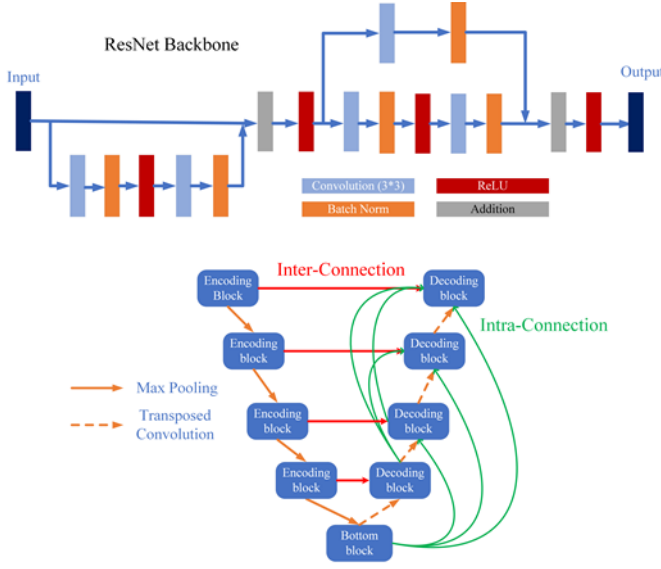 ResNet Backbone
Input
Output
Convolution (3*3)
ReLU
Batch Norm
Addition
Inter-Connection
Encoding
Block
Decoding
block
Intra-Connection
Encoding
block
Decoding
block
Max Pooling
Transposed
Convolution
Encoding
block
Decoding
block
Encoding
block
Decoding
block
Bottom
block